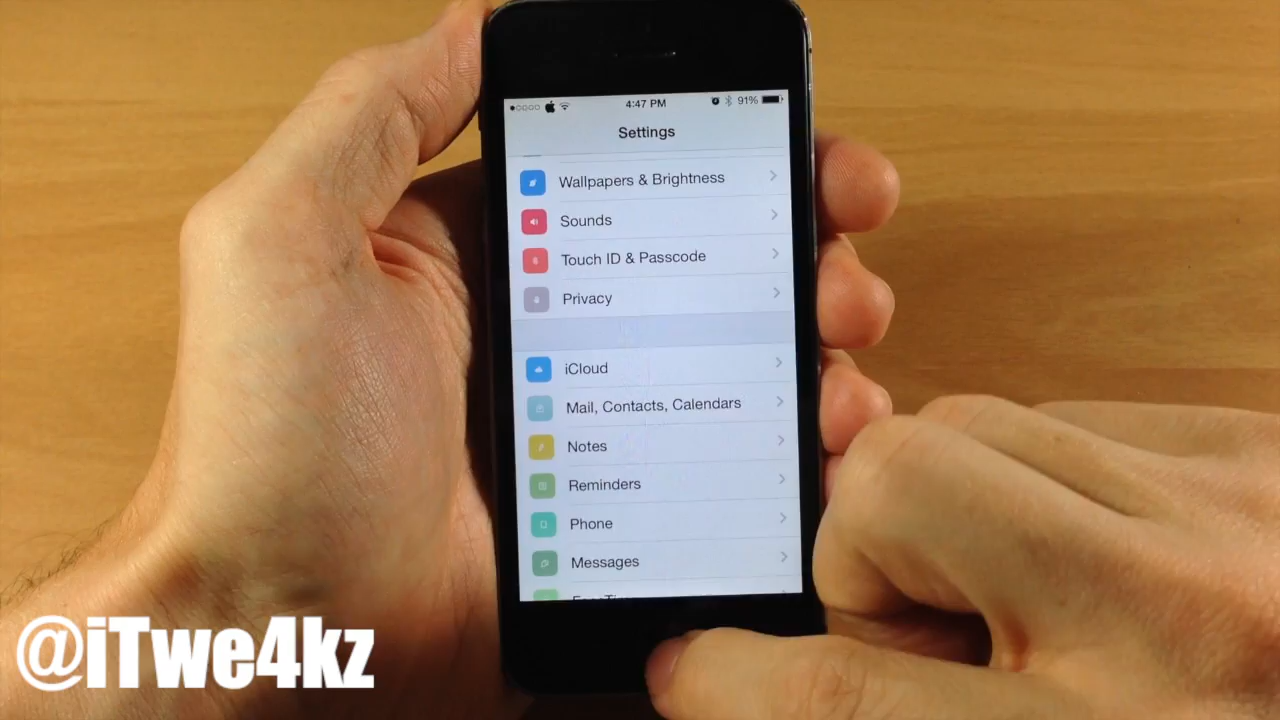 4:47 PM
91%
Settings
Wallpapers & Brightness
Sounds
Touch ID & Passcode
Privacy
iCloud
Mail, Contacts, Calendars
Notes
Reminders
Phone
Messages
@iTwe4kz